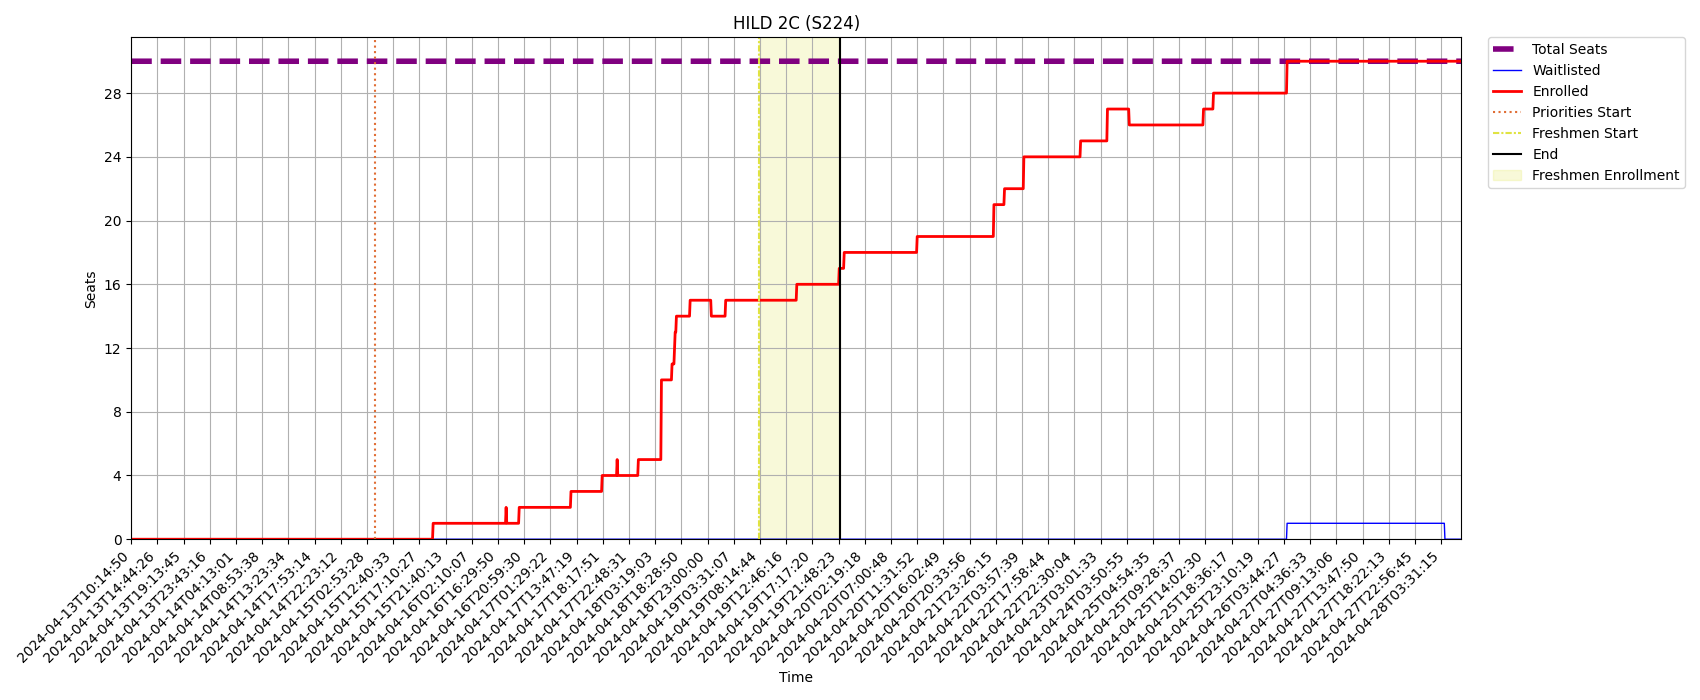 HILD 2C (S224)
Total Seats
Waitlisted
Enrolled
Priorities Start
Freshmen Start
End
Freshmen Enrollment
Seats
28
24
20
16
12
8
4
0
2024-04-13T10:14:50
2024-04-13T14:44:26
2024-04-13T19:13:45
2024-04-13T23:43:16
2024-04-14T04:13:01
2024-04-14T08:53:38
2024-04-14T13:23:34
2024-04-14T17:53:14
2024-04-14T22:23:12
2024-04-15T02:53:28
2024-04-15T12:40:33
2024-04-15T17:10:27
2024-04-15T21:40:13
2024-04-16T02:10:07
2024-04-16T16:29:50
2024-04-16T20:59:30
2024-04-17T01:29:22
2024-04-17T13:47:19
2024-04-17T18:17:51
2024-04-17T22:48:31
2024-04-18T03:19:03
2024-04-18T18:28:50
2024-04-18T23:00:00
2024-04-19T03:31:07
2024-04-19T08:14:44
2024-04-19T12:46:16
2024-04-19T17:17:20
2024-04-19T21:48:23
2024-04-20T02:19:18
2024-04-20T07:00:48
2024-04-20T11:31:52
2024-04-20T16:02:49
2024-04-20T20:33:56
2024-04-21T23:26:15
2024-04-22T03:57:39
2024-04-22T17:58:44
2024-04-22T22:30:04
2024-04-23T03:01:33
2024-04-24T03:50:55
2024-04-25T04:54:35
2024-04-25T09:28:37
2024-04-25T14:02:30
2024-04-25T18:36:17
2024-04-25T23:10:19
2024-04-26T03:44:27
2024-04-27T04:36:33
2024-04-27T09:13:06
2024-04-27T13:47:50
2024-04-27T18:22:13
2024-04-27T22:56:45
2024-04-28T03:31:15
Time